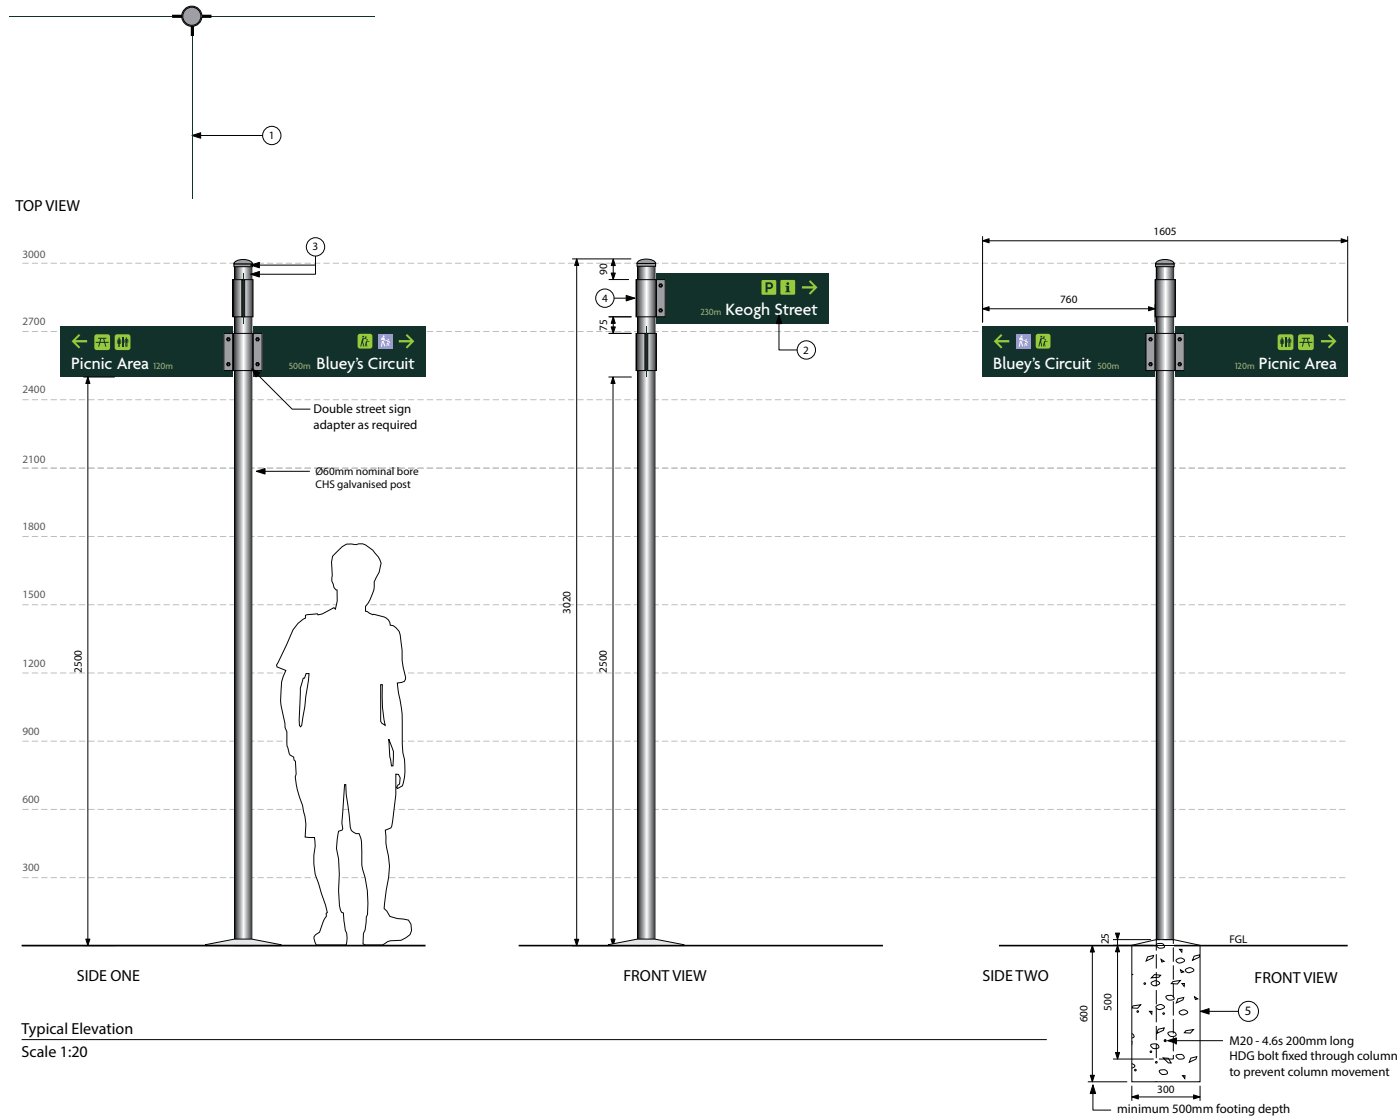 1
TOP VIEW
3000
2700
2400
2100
1800
1500
1200
900
600
300
3
Picnic Area 120m
500m Bluey's Circuit
Double street sign
adapter as required
Ø60mm nominal bore
CHS galvanised post
2500
SIDE ONE
90
4
75
P i
230m Keogh Street
2
3020
2500
FRONT VIEW
1605
760
Bluey's Circuit 500m
120m Picnic Area
25
FGL
SIDE TWO
FRONT VIEW
600
500
5
M20 - 4.6s 200mm long
HDG bolt fixed through column
to prevent column movement
300
minimum 500mm footing depth
Typical Elevation
Scale 1:20